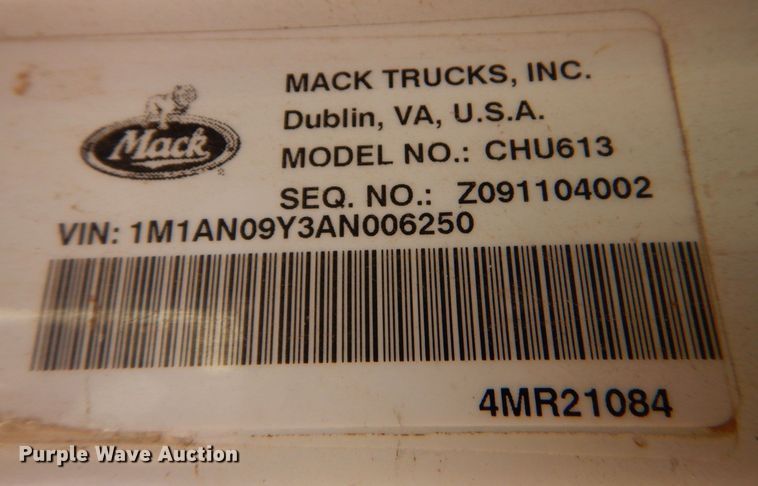 MACK TRUCKS, INC.
Dublin, VA, U.S.A.
Mack
MODEL NO.: CHU613
SEQ. NO.: Z091104002
VIN: 1M1AN09Y3AN006250
4MR21084
Purple Wave Auction